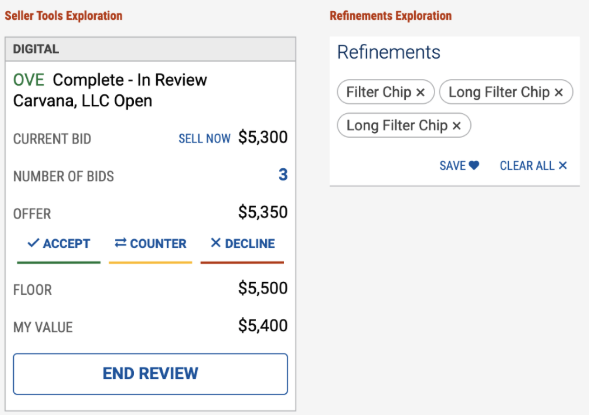 Seller Tools Exploration
DIGITAL
OVE Complete - In Review
Carvana, LLC Open
CURRENT BID SELL NOW $5,300
NUMBER OF BIDS 3
OFFER $5,350
ACCEPT COUNTER DECLINE
FLOOR $5,500
MY VALUE $5,400
END REVIEW
Refinements Exploration
Refinements
Filter Chip × Long Filter Chip ×
Long Filter Chip ×
SAVE CLEAR ALL ×